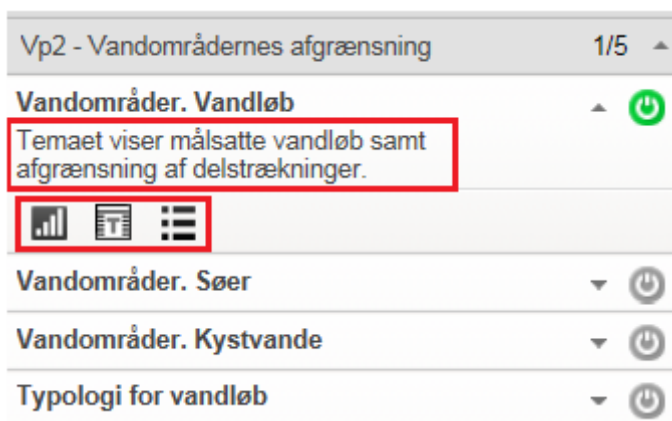 Vp2 - Vandområdernes afgrænsning 1/5
Vandområder. Vandløb
Temaet viser målsatte vandløb samt
afgrænsning af delstrækninger.
T
Vandområder. Søer
Vandområder. Kystvande
Typologi for vandløb